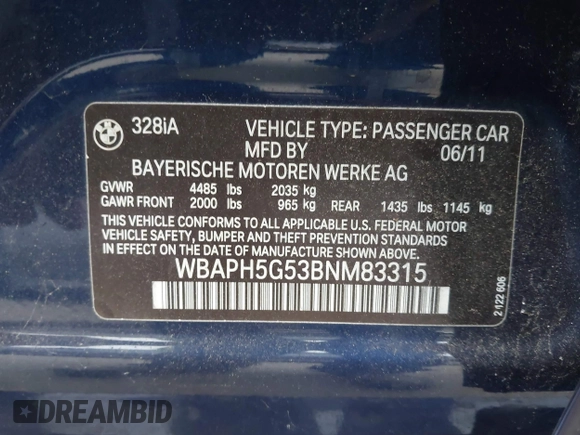 BMW
328iA VEHICLE TYPE: PASSENGER CAR
MFD BY 06/11
BAYERISCHE MOTOREN WERKE AG
GVWR 4485 lbs 2035 kg
GAWR FRONT 2000 lbs 965 kg REAR 1435 lbs 1145 kg
THIS VEHICLE CONFORMS TO ALL APPLICABLE U.S. FEDERAL MOTOR
VEHICLE SAFETY, BUMPER AND THEFT PREVENTION STANDARDS IN
EFFECT ON THE DATE OF MANUFACTURE SHOWN ABOVE.
WBAPH5G53BNM83315
2 122 606
DREAMBID